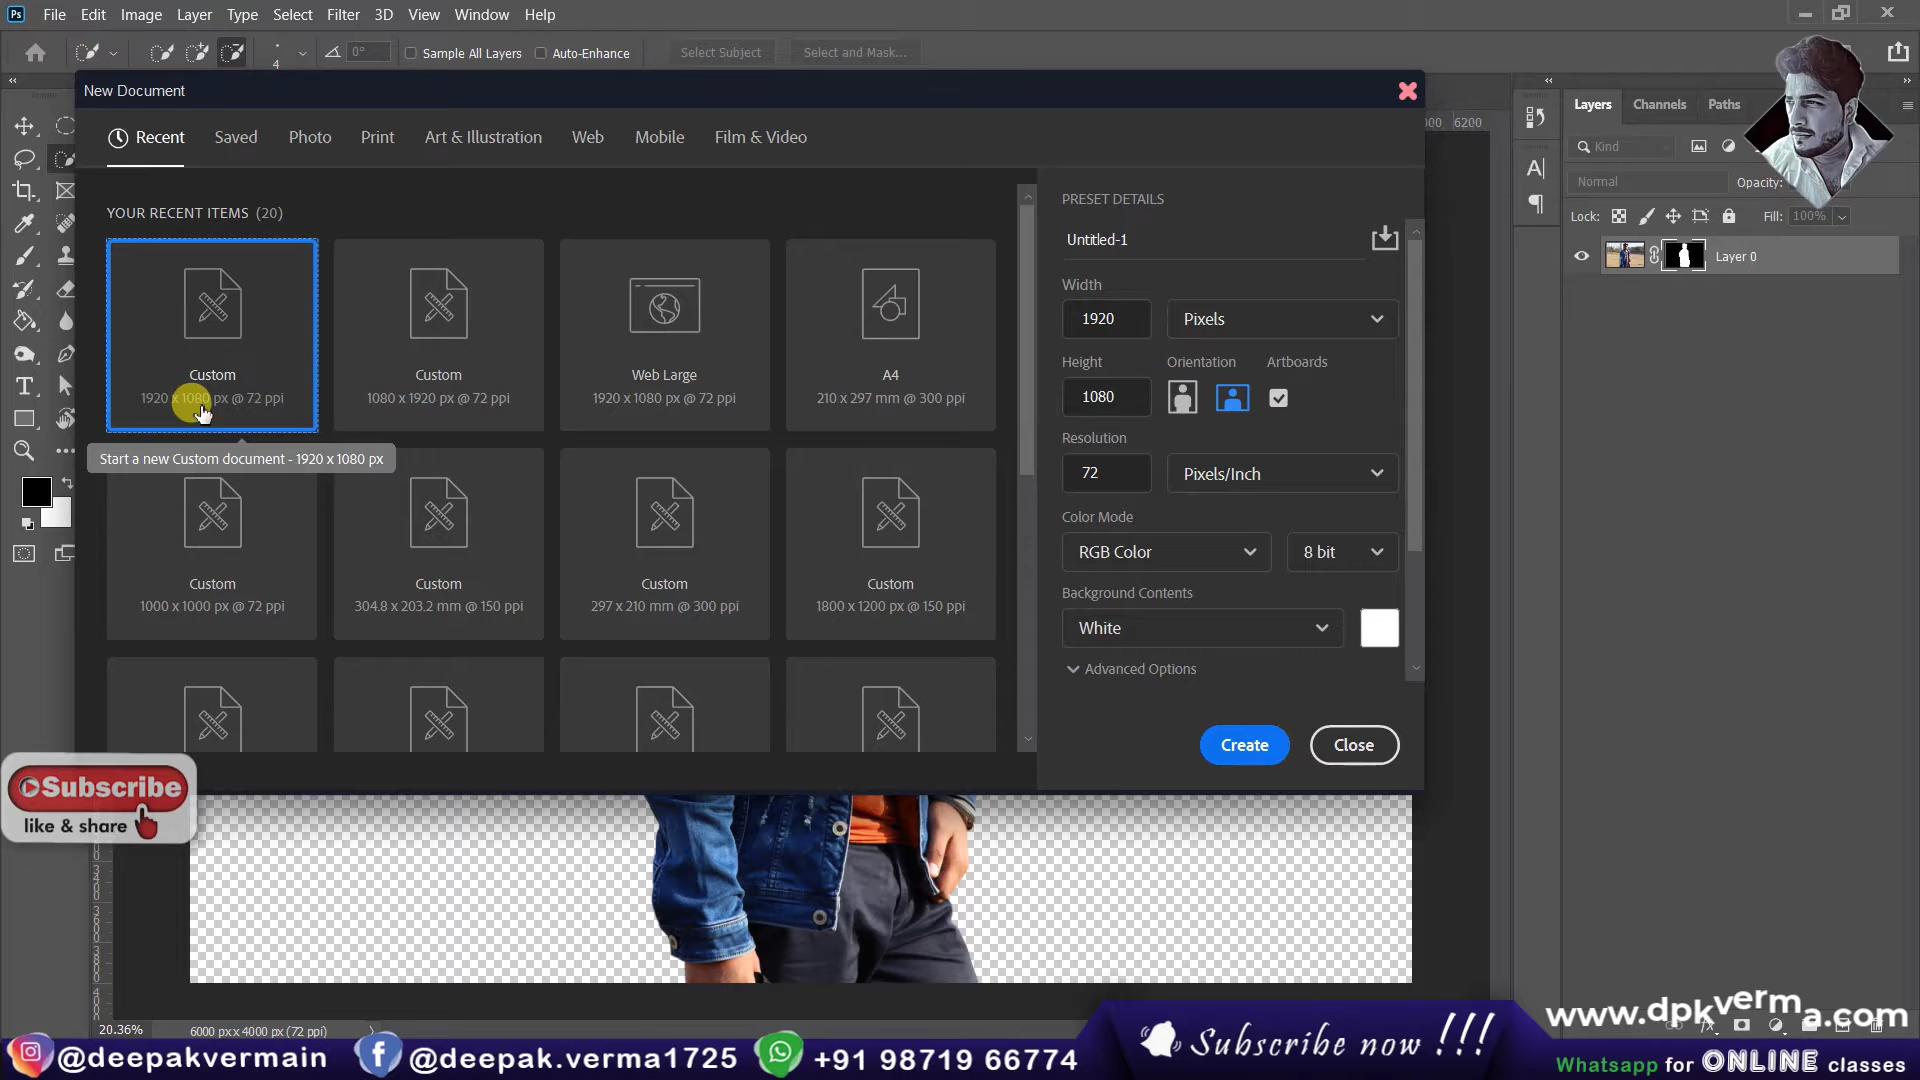 Ps File Edit Image Layer Type Select Filter 3D View Window Help
4 0° Sample All Layers Auto-Enhance Select Subject Select and Mask...
New Document
Recent Saved Photo Print Art & Illustration Web Mobile Film & Video
YOUR RECENT ITEMS (20)
Custom
1920 x 1080 px @ 72 ppi
Custom
1080 x 1920 px @ 72 ppi
Web Large
1920 x 1080 px @ 72 ppi
A4
210 x 297 mm @ 300 ppi
Start a new Custom document - 1920 x 1080 px
Custom
1000 x 1000 px @ 72 ppi
Custom
304.8 x 203.2 mm @ 150 ppi
Custom
297 x 210 mm @ 300 ppi
Custom
1800 x 1200 px @ 150 ppi
PRESET DETAILS
Untitled-1
Width
1920 Pixels
Height Orientation Artboards
1080
Resolution
72 Pixels/Inch
Color Mode
RGB Color 8 bit
Background Contents
White
Advanced Options
Create Close
6200
Layers Channels Paths
Kind
Normal Opacity:
Lock: Fill: 100%
Layer 0
Subscribe
like & share
20.36% 6000 px x 4000 px (72 ppi)
@deepakvermain @deepak.verma1725 +91 98719 66774
Subscribe now !!!
www.dpkverma.com
Whatsapp for ONLINE classes